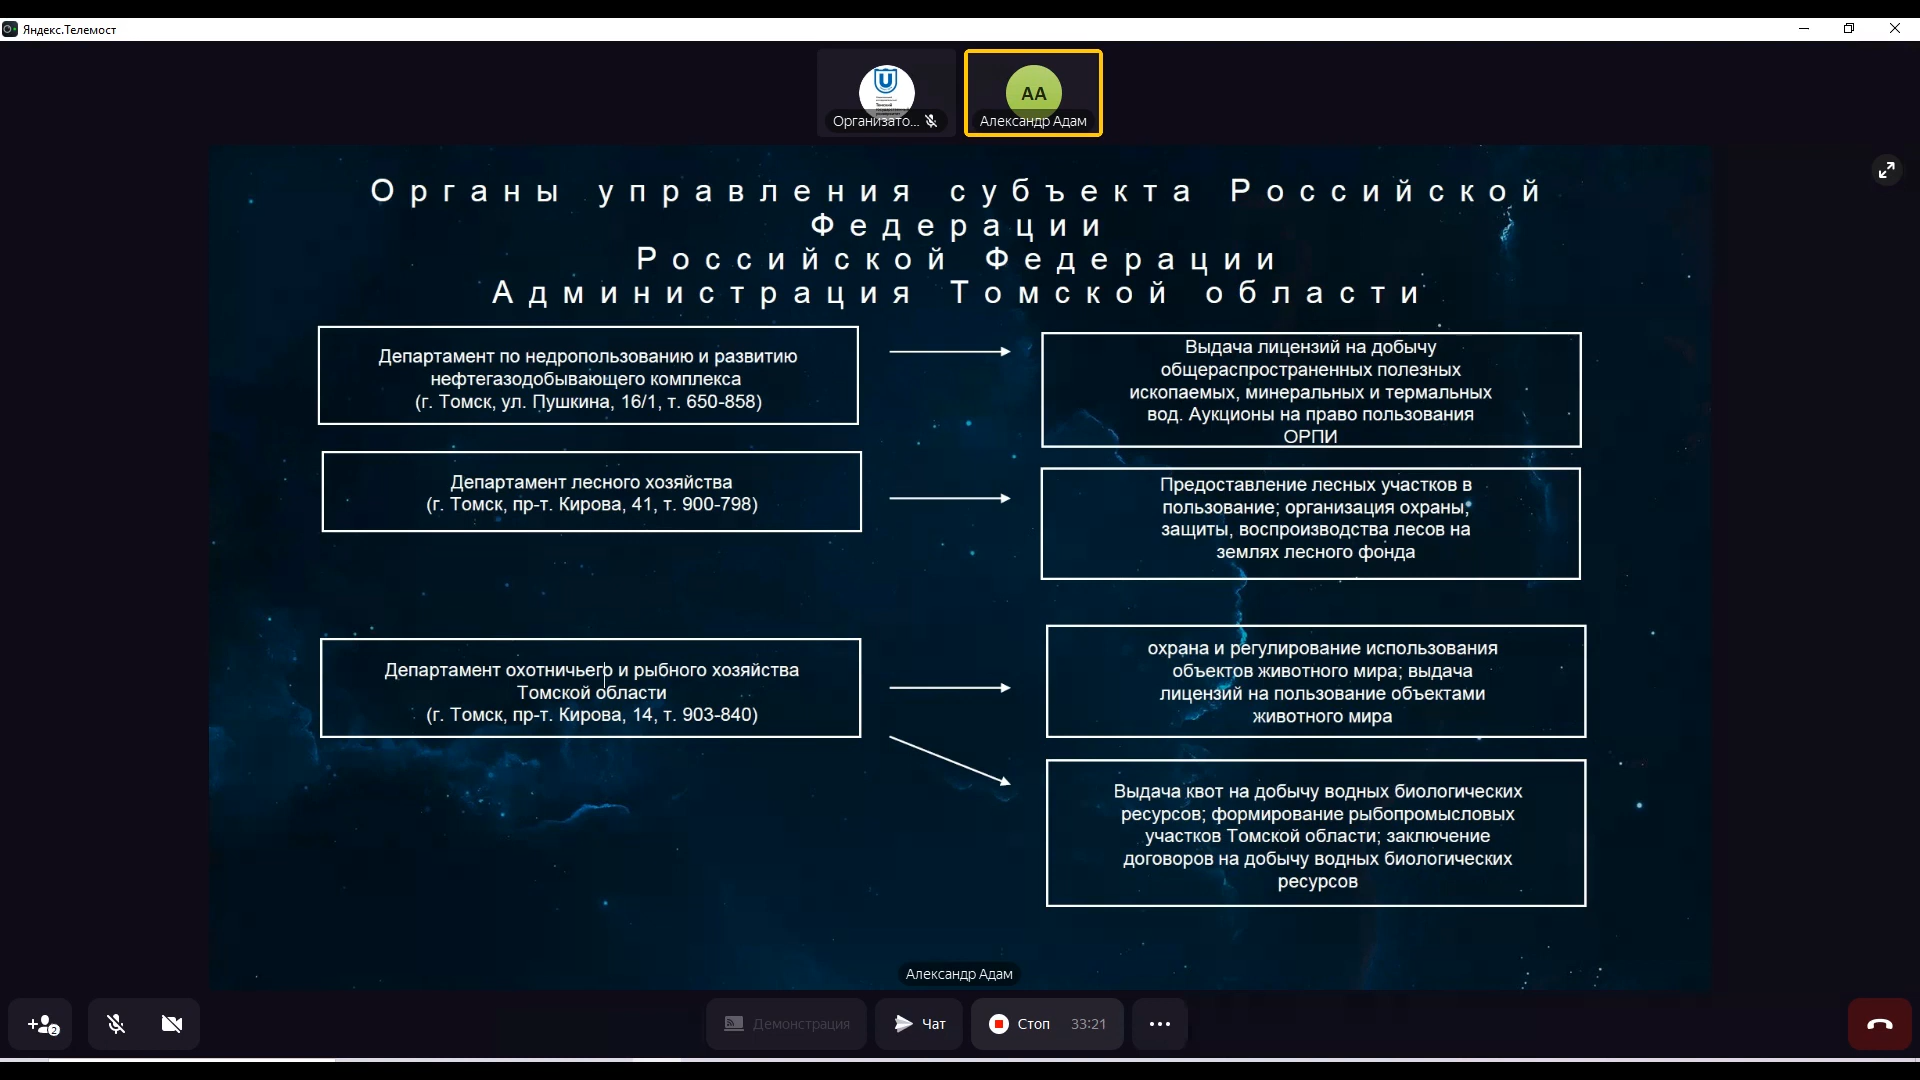 Яндекс.Телемост
Организато...
АА
Александр Адам
Органы управления субъекта Российской
Федерации
Российской Федерации
Администрация Томской области
Департамент по недропользованию и развитию
нефтегазодобывающего комплекса
(г. Томск, ул. Пушкина, 16/1, т. 650-858)
Выдача лицензий на добычу
общераспространенных полезных
ископаемых, минеральных и термальных
вод. Аукционы на право пользования
ОРПИ
Департамент лесного хозяйства
(г. Томск, пр-т. Кирова, 41, т. 900-798)
Предоставление лесных участков в
пользование; организация охраны,
защиты, воспроизводства лесов на
землях лесного фонда
Департамент охотничьего и рыбного хозяйства
Томской области
(г. Томск, пр-т. Кирова, 14, т. 903-840)
охрана и регулирование использования
объектов животного мира; выдача
лицензий на пользование объектами
животного мира
Выдача квот на добычу водных биологических
ресурсов; формирование рыбопромысловых
участков Томской области; заключение
договоров на добычу водных биологических
ресурсов
Александр Адам
2
Демонстрация
Чат
Стоп 33:21